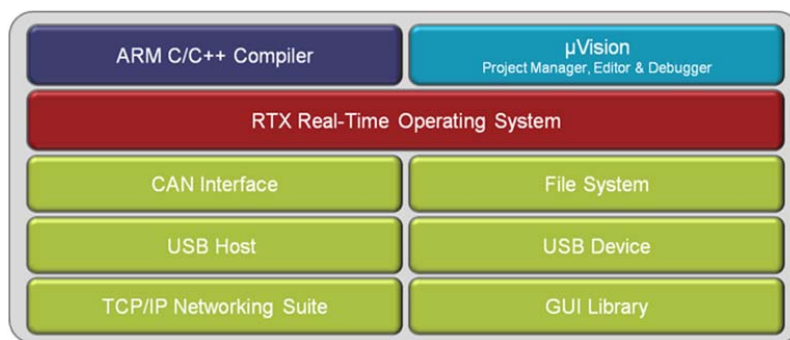 ARM C/C++ Compiler
µVision
Project Manager, Editor & Debugger
RTX Real-Time Operating System
CAN Interface
File System
USB Host
USB Device
TCP/IP Networking Suite
GUI Library